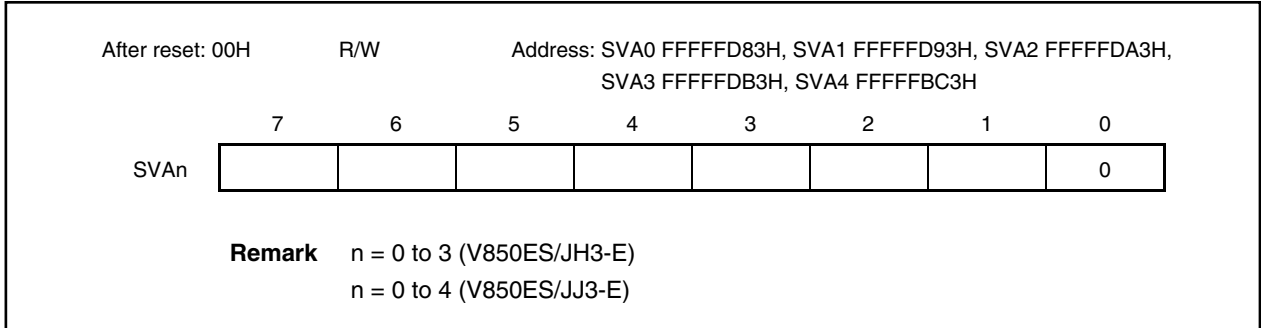 After reset: 00H R/W Address: SVA0 FFFFFD83H, SVA1 FFFFFD93H, SVA2 FFFFFDA3H,
SVA3 FFFFFDB3H, SVA4 FFFFFBC3H
7 6 5 4 3 2 1 0
SVAn 0
Remark n = 0 to 3 (V850ES/JH3-E)
n = 0 to 4 (V850ES/JJ3-E)